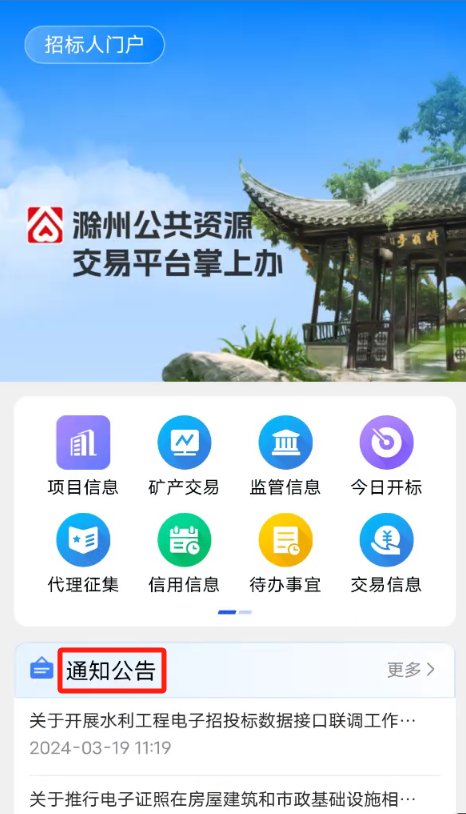 招标人门户
滁州公共资源
交易平台掌上办
醉翁亭
项目信息
矿产交易
监管信息
今日开标
代理征集
信用信息
待办事宜
交易信息
通知公告
更多
关于开展水利工程电子招投标数据接口联调工作···
2024-03-19 11:19
关于推行电子证照在房屋建筑和市政基础设施相···